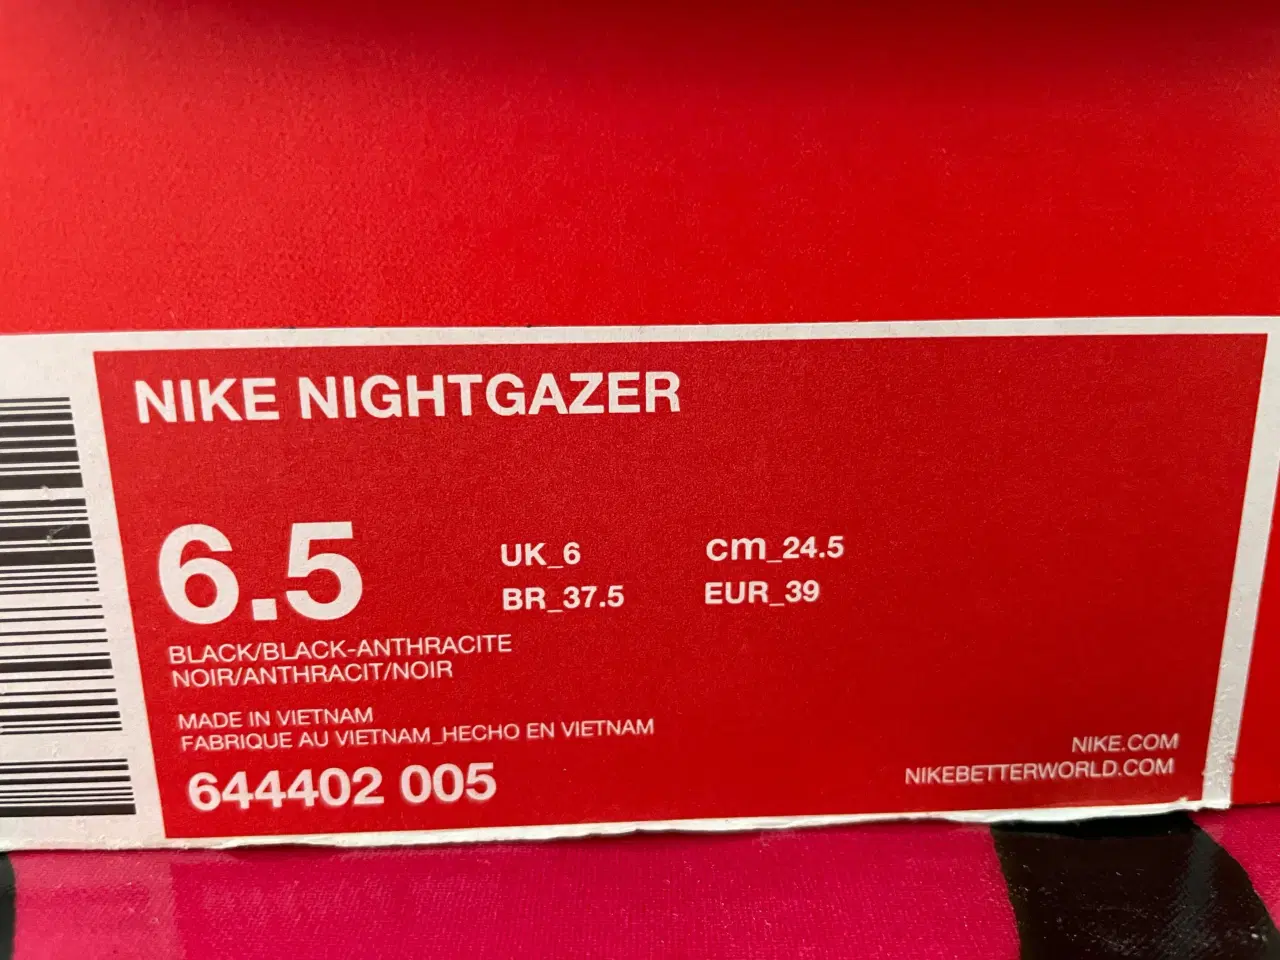 NIKE NIGHTGAZER
6.5
UK_6
cm_24.5
BR_37.5
EUR_39
BLACK/BLACK-ANTHRACITE
NOIR/ANTHRACIT/NOIR
MADE IN VIETNAM
FABRIQUE AU VIETNAM_HECHO EN VIETNAM
644402 005
NIKE.COM
NIKEBETTERWORLD.COM